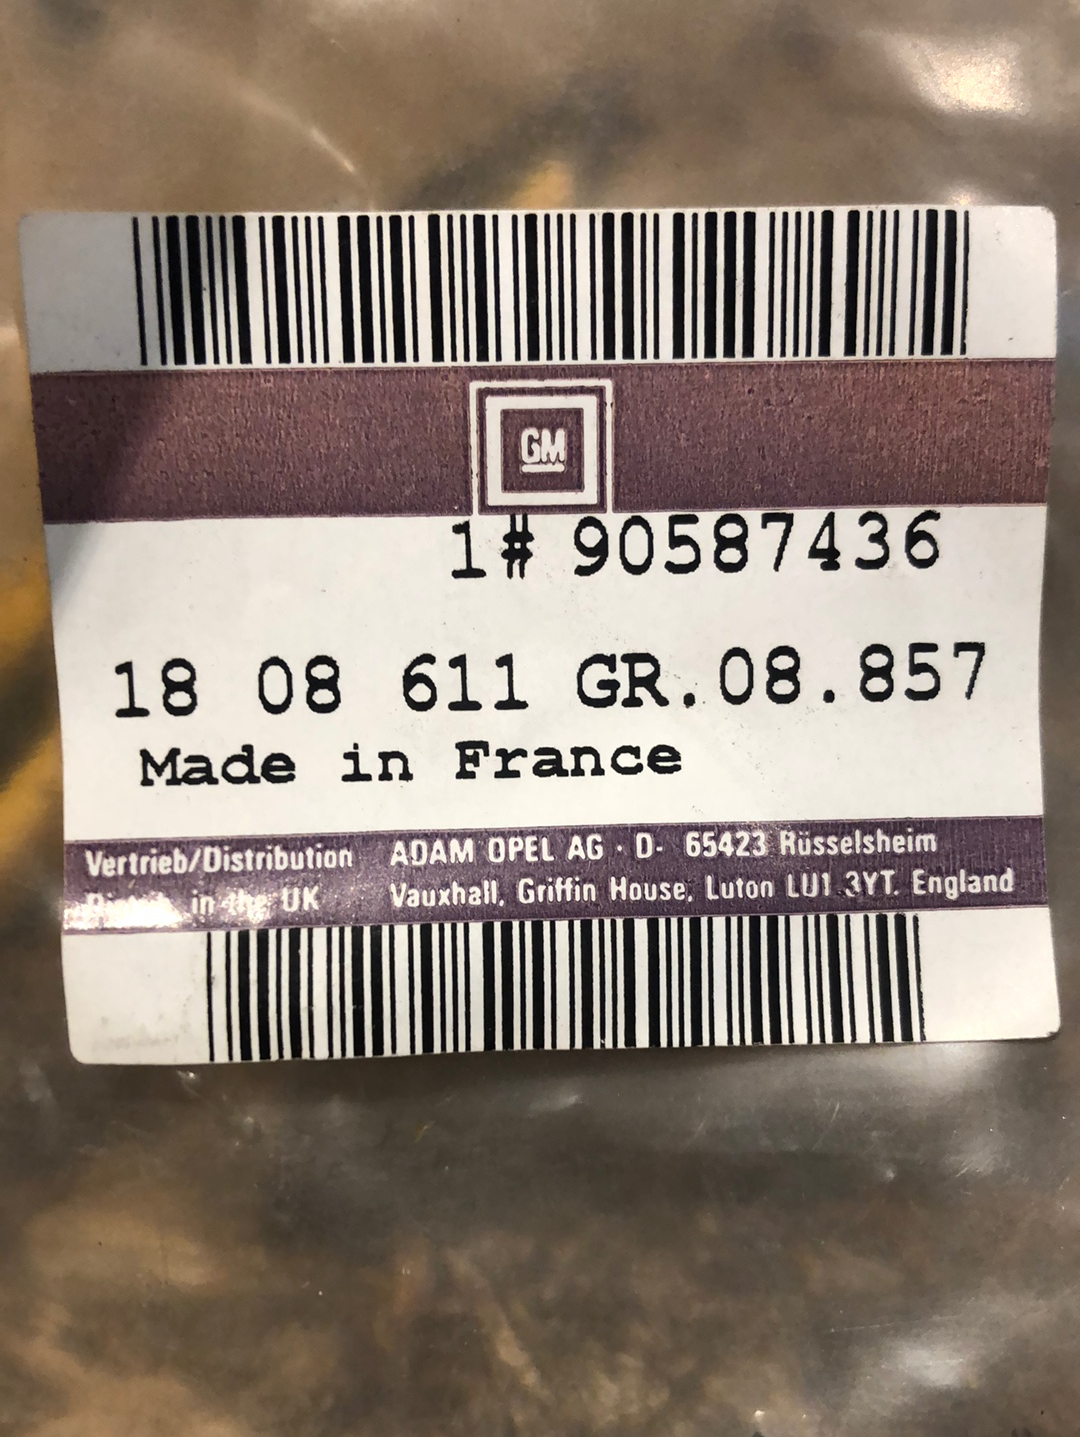 GM
1# 90587436
18 08 611 GR.08.857
Made in France
Vertrieb/Distribution ADAM OPEL AG · D- 65423 Rüsselsheim
in the UK Vauxhall, Griffin House, Luton LU1 3YT. England